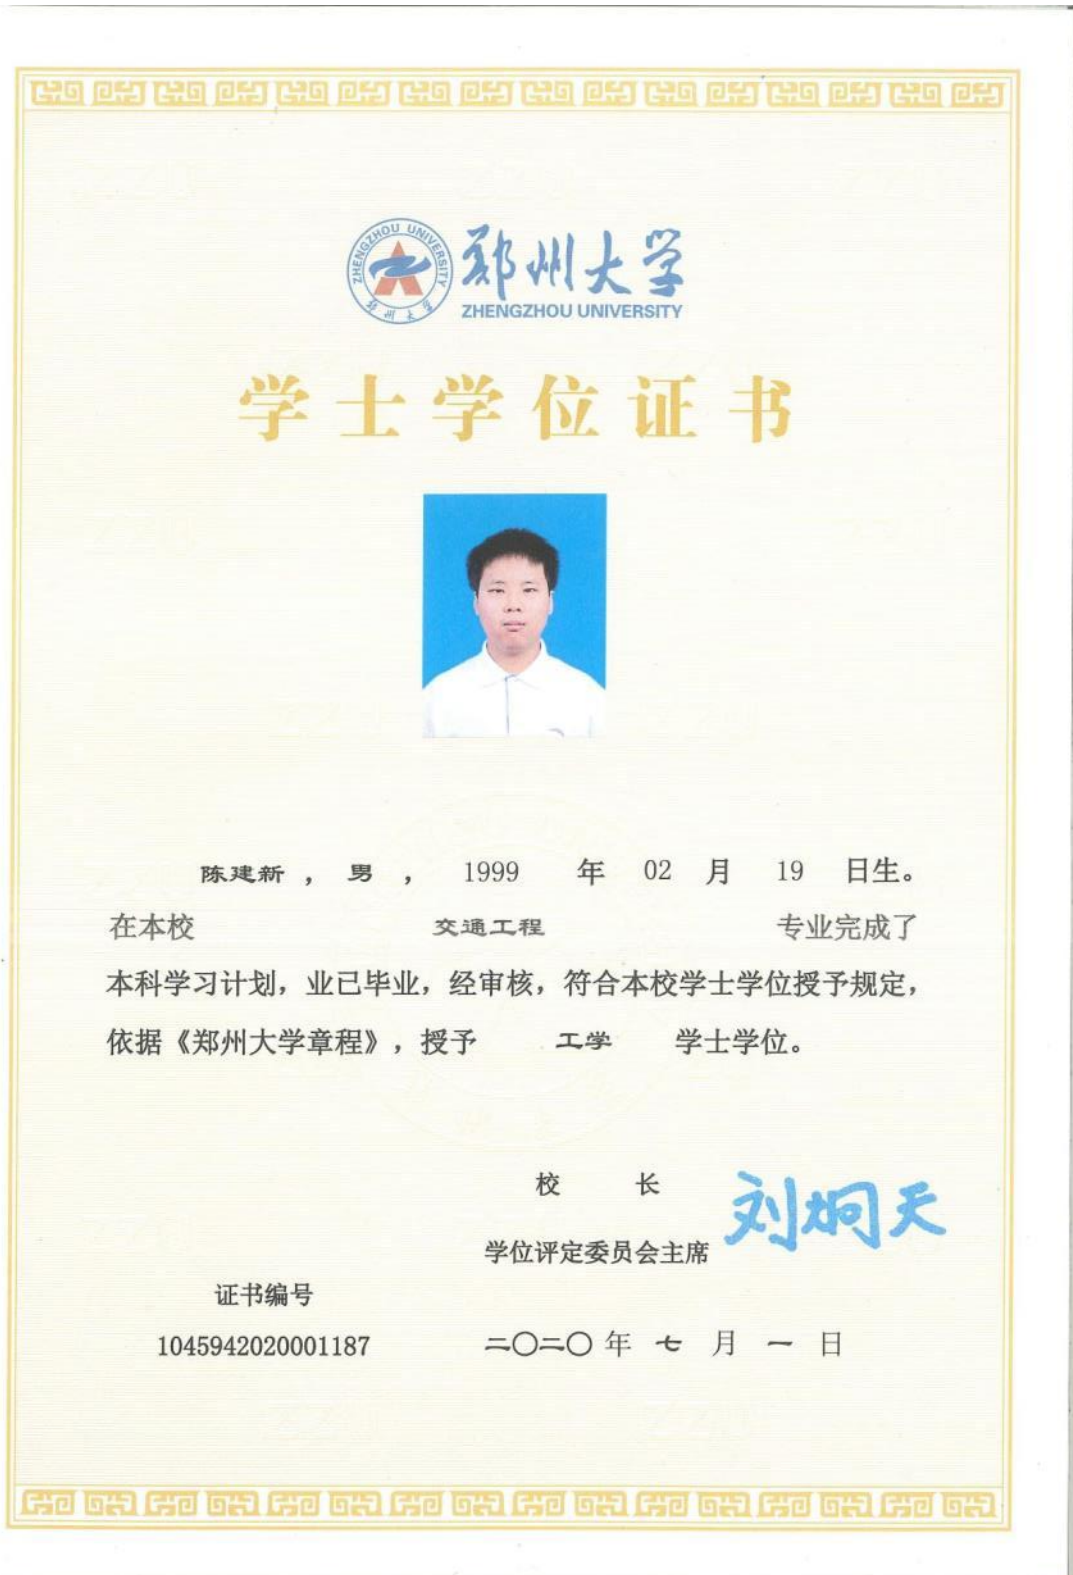 ZHENGZHOU UNIVERSITY
郑州大学
郑州大学
ZHENGZHOU UNIVERSITY
学士学位证书
陈建新，男，1999 年 02 月 19 日生。
在本校 交通工程 专业完成了
本科学习计划，业已毕业，经审核，符合本校学士学位授予规定，
依据《郑州大学章程》，授予 工学 学士学位。
校 长 刘炯天
学位评定委员会主席
证书编号
1045942020001187
二〇二〇年 七 月 一 日